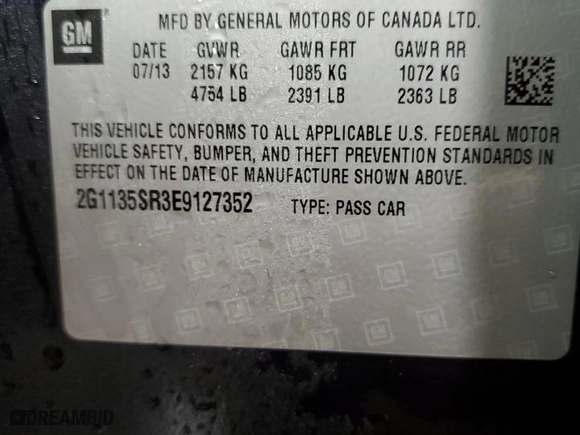 GM
MFD BY GENERAL MOTORS OF CANADA LTD.
DATE GVWR GAWR FRT GAWR RR
07/13 2157 KG 1085 KG 1072 KG
4754 LB 2391 LB 2363 LB
THIS VEHICLE CONFORMS TO ALL APPLICABLE U.S. FEDERAL MOTOR
VEHICLE SAFETY, BUMPER, AND THEFT PREVENTION STANDARDS IN
EFFECT ON THE DATE OF MANUFACTURE SHOWN ABOVE.
2G1135SR3E9127352 TYPE: PASS CAR
DREAMBID